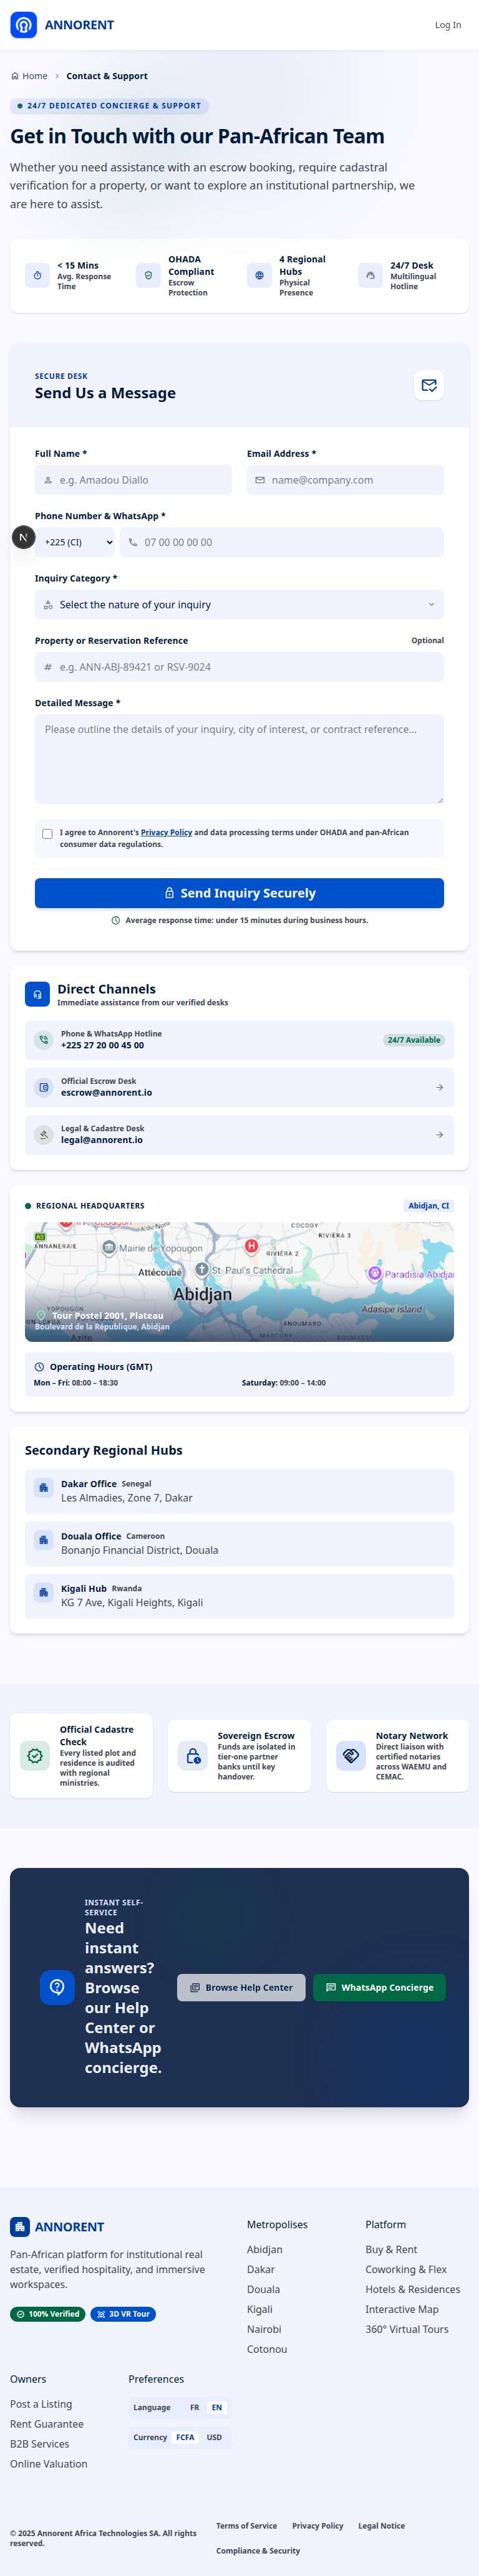 ANNORENT
Log In
Home
Contact & Support
24/7 DEDICATED CONCIERGE & SUPPORT
Get in Touch with our Pan-African Team
Whether you need assistance with an escrow booking, require cadastral
verification for a property, or want to explore an institutional partnership, we
are here to assist.
< 15 Mins
Avg. Response
Time
OHADA
Compliant
Escrow
Protection
4 Regional
Hubs
Physical
Presence
24/7 Desk
Multilingual
Hotline
SECURE DESK
Send Us a Message
Full Name *
e.g. Amadou Diallo
Email Address *
name@company.com
Phone Number & WhatsApp *
N
+225 (CI)
07 00 00 00 00
Inquiry Category *
Select the nature of your inquiry
Property or Reservation Reference
Optional
# e.g. ANN-ABJ-89421 or RSV-9024
Detailed Message *
Please outline the details of your inquiry, city of interest, or contract reference...
I agree to Annorent's Privacy Policy and data processing terms under OHADA and pan-African
consumer data regulations.
Send Inquiry Securely
Average response time: under 15 minutes during business hours.
Direct Channels
Immediate assistance from our verified desks
Phone & WhatsApp Hotline
+225 27 20 00 45 00
24/7 Available
Official Escrow Desk
escrow@annorent.io
Legal & Cadastre Desk
legal@annorent.io
REGIONAL HEADQUARTERS
Abidjan, CI
COCODY
RIVIÉRA 3
A3
ANNANERAIE
Mairie de Yopougon
H
RIVIÉRA 2
Attécoubé
St. Paul's Cathedral
Paradisia Abidjan
Abidjan
YOPOUGON
Tour Postel 2001, Plateau
Adasipe Island
Boulevard de la République, Abidjan
ANOUMABO
Azito
Operating Hours (GMT)
Mon – Fri: 08:00 – 18:30
Saturday: 09:00 – 14:00
Secondary Regional Hubs
Dakar Office Senegal
Les Almadies, Zone 7, Dakar
Douala Office Cameroon
Bonanjo Financial District, Douala
Kigali Hub Rwanda
KG 7 Ave, Kigali Heights, Kigali
Official Cadastre
Check
Every listed plot and
residence is audited
with regional
ministries.
Sovereign Escrow
Funds are isolated in
tier-one partner
banks until key
handover.
Notary Network
Direct liaison with
certified notaries
across WAEMU and
CEMAC.
INSTANT SELF-
SERVICE
Need
instant
answers?
Browse
our Help
Center or
WhatsApp
concierge.
Browse Help Center
WhatsApp Concierge
ANNORENT
Pan-African platform for institutional real
estate, verified hospitality, and immersive
workspaces.
100% Verified
3D VR Tour
Metropolises
Abidjan
Dakar
Douala
Kigali
Nairobi
Cotonou
Platform
Buy & Rent
Coworking & Flex
Hotels & Residences
Interactive Map
360° Virtual Tours
Owners
Post a Listing
Rent Guarantee
B2B Services
Online Valuation
Preferences
Language FR EN
Currency FCFA USD
© 2025 Annorent Africa Technologies SA. All rights
reserved.
Terms of Service
Privacy Policy
Legal Notice
Compliance & Security